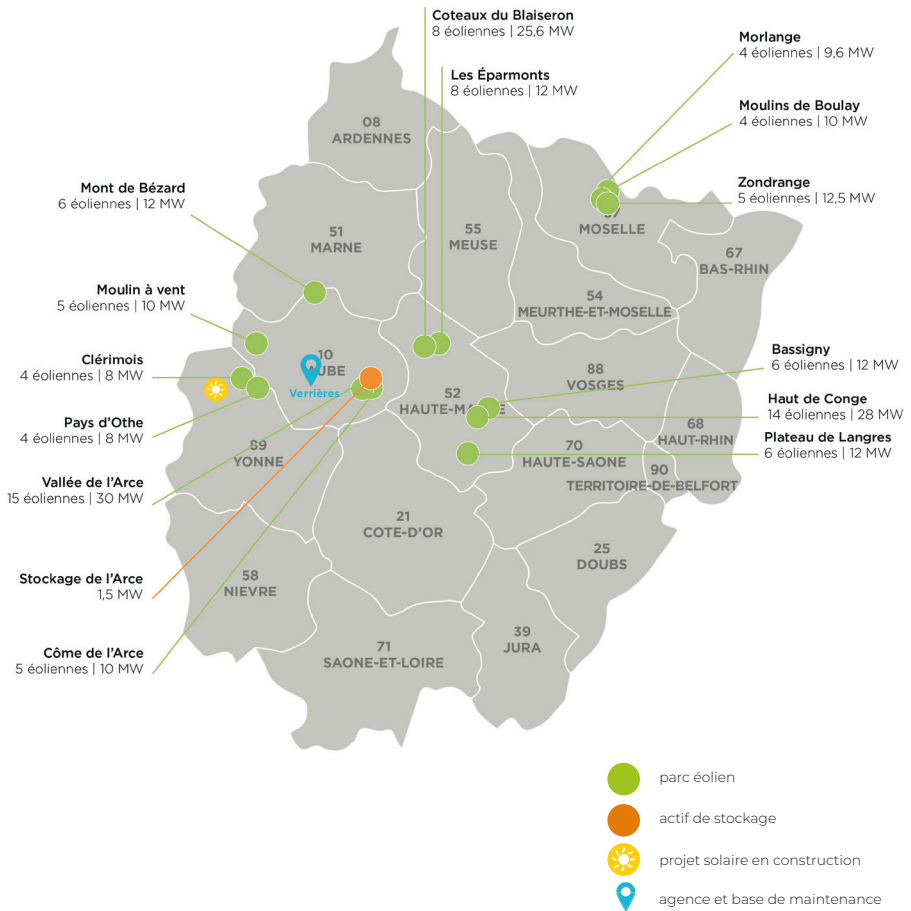 Coteaux du Blaiseron
8 éoliennes | 25,6 MW
Les Éparmonts
8 éoliennes | 12 MW
Morlange
4 éoliennes | 9,6 MW
Moulins de Boulay
4 éoliennes | 10 MW
Zondrange
5 éoliennes | 12,5 MW
Mont de Bézard
6 éoliennes | 12 MW
Moulin à vent
5 éoliennes | 10 MW
Clérimois
4 éoliennes | 8 MW
Pays d'Othe
4 éoliennes | 8 MW
Vallée de l'Arce
15 éoliennes | 30 MW
Stockage de l'Arce
1,5 MW
Côme de l'Arce
5 éoliennes | 10 MW
Bassigny
6 éoliennes | 12 MW
Haut de Conge
14 éoliennes | 28 MW
Plateau de Langres
6 éoliennes | 12 MW
08
ARDENNES
51
MARNE
55
MEUSE
MOSELLE
67
BAS-RHIN
54
MEURTHE-ET-MOSELLE
10
Verrières
52
88
VOSGES
68
HAUT-RHIN
89
YONNE
70
HAUTE-SAONE
90
TERRITOIRE-DE-BELFORT
21
COTE-D'OR
25
DOUBS
58
NIEVRE
39
JURA
71
SAONE-ET-LOIRE
parc éolien
actif de stockage
projet solaire en construction
agence et base de maintenance